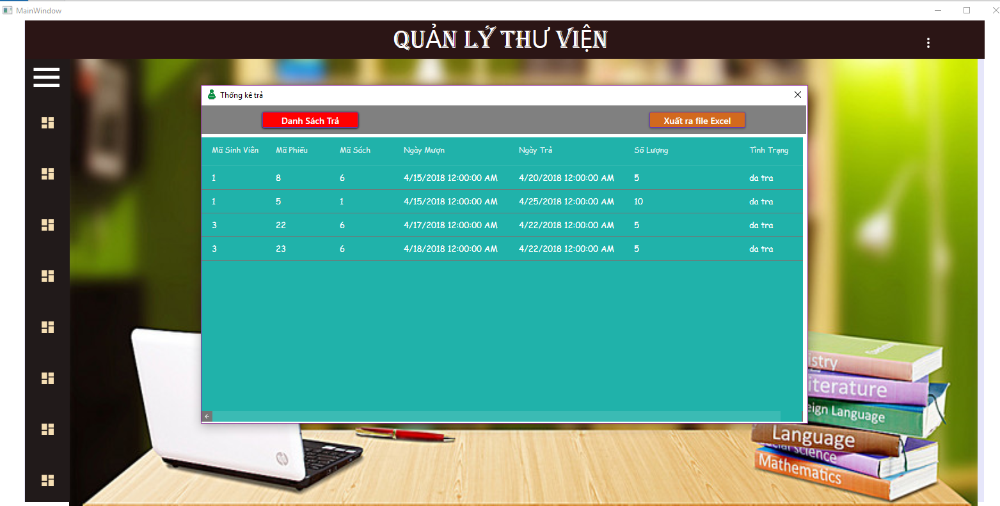 MainWindow
QUẢN LÝ THƯ VIỆN
Thống kê trả
Danh Sách Trả
Xuất ra file Excel
Mã Sinh Viên Mã Phiếu Mã Sách Ngày Mượn Ngày Trả Số Lượng Tình Trạng
1 8 6 4/15/2018 12:00:00 AM 4/20/2018 12:00:00 AM 5 da tra
1 5 1 4/15/2018 12:00:00 AM 4/25/2018 12:00:00 AM 10 da tra
3 22 6 4/17/2018 12:00:00 AM 4/22/2018 12:00:00 AM 5 da tra
3 23 6 4/18/2018 12:00:00 AM 4/22/2018 12:00:00 AM 5 da tra
istry
iterature
eign Language
Language
science
Mathematics
hp